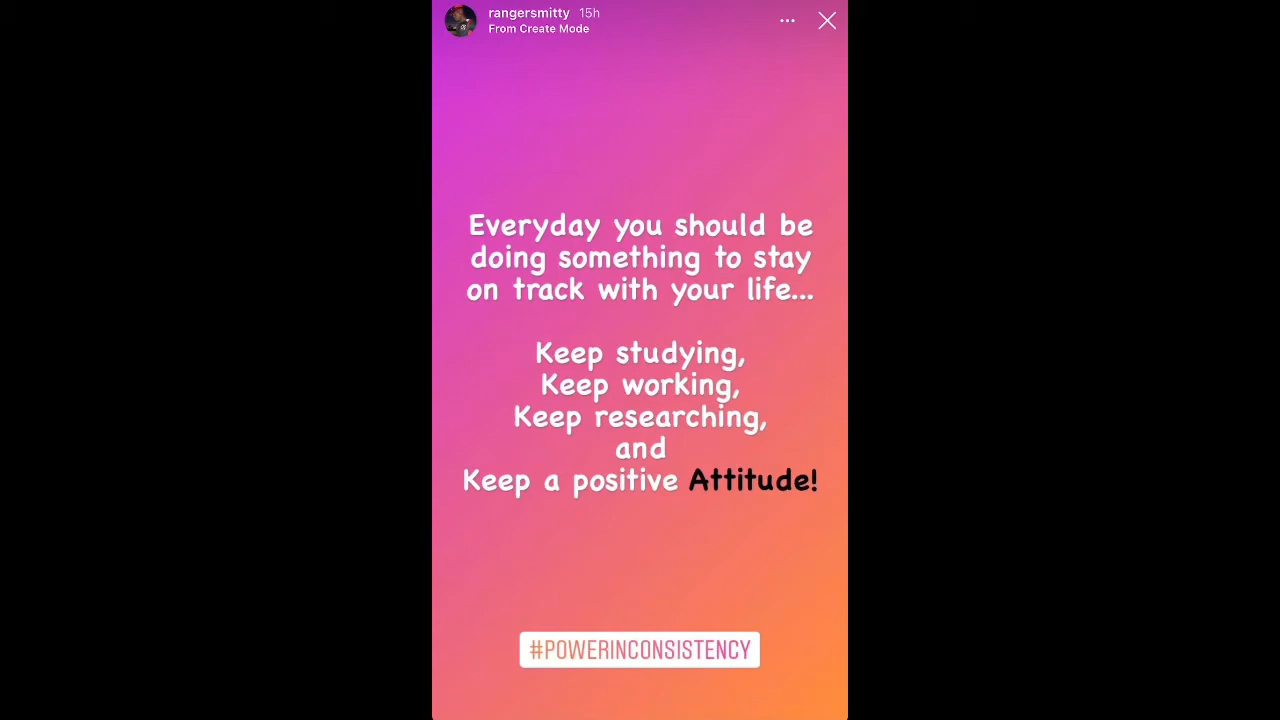 rangersmitty 15h
From Create Mode
Everyday you should be
doing something to stay
on track with your life...
Keep studying,
Keep working,
Keep researching,
and
Keep a positive Attitude!
#POWERINCONSISTENCY